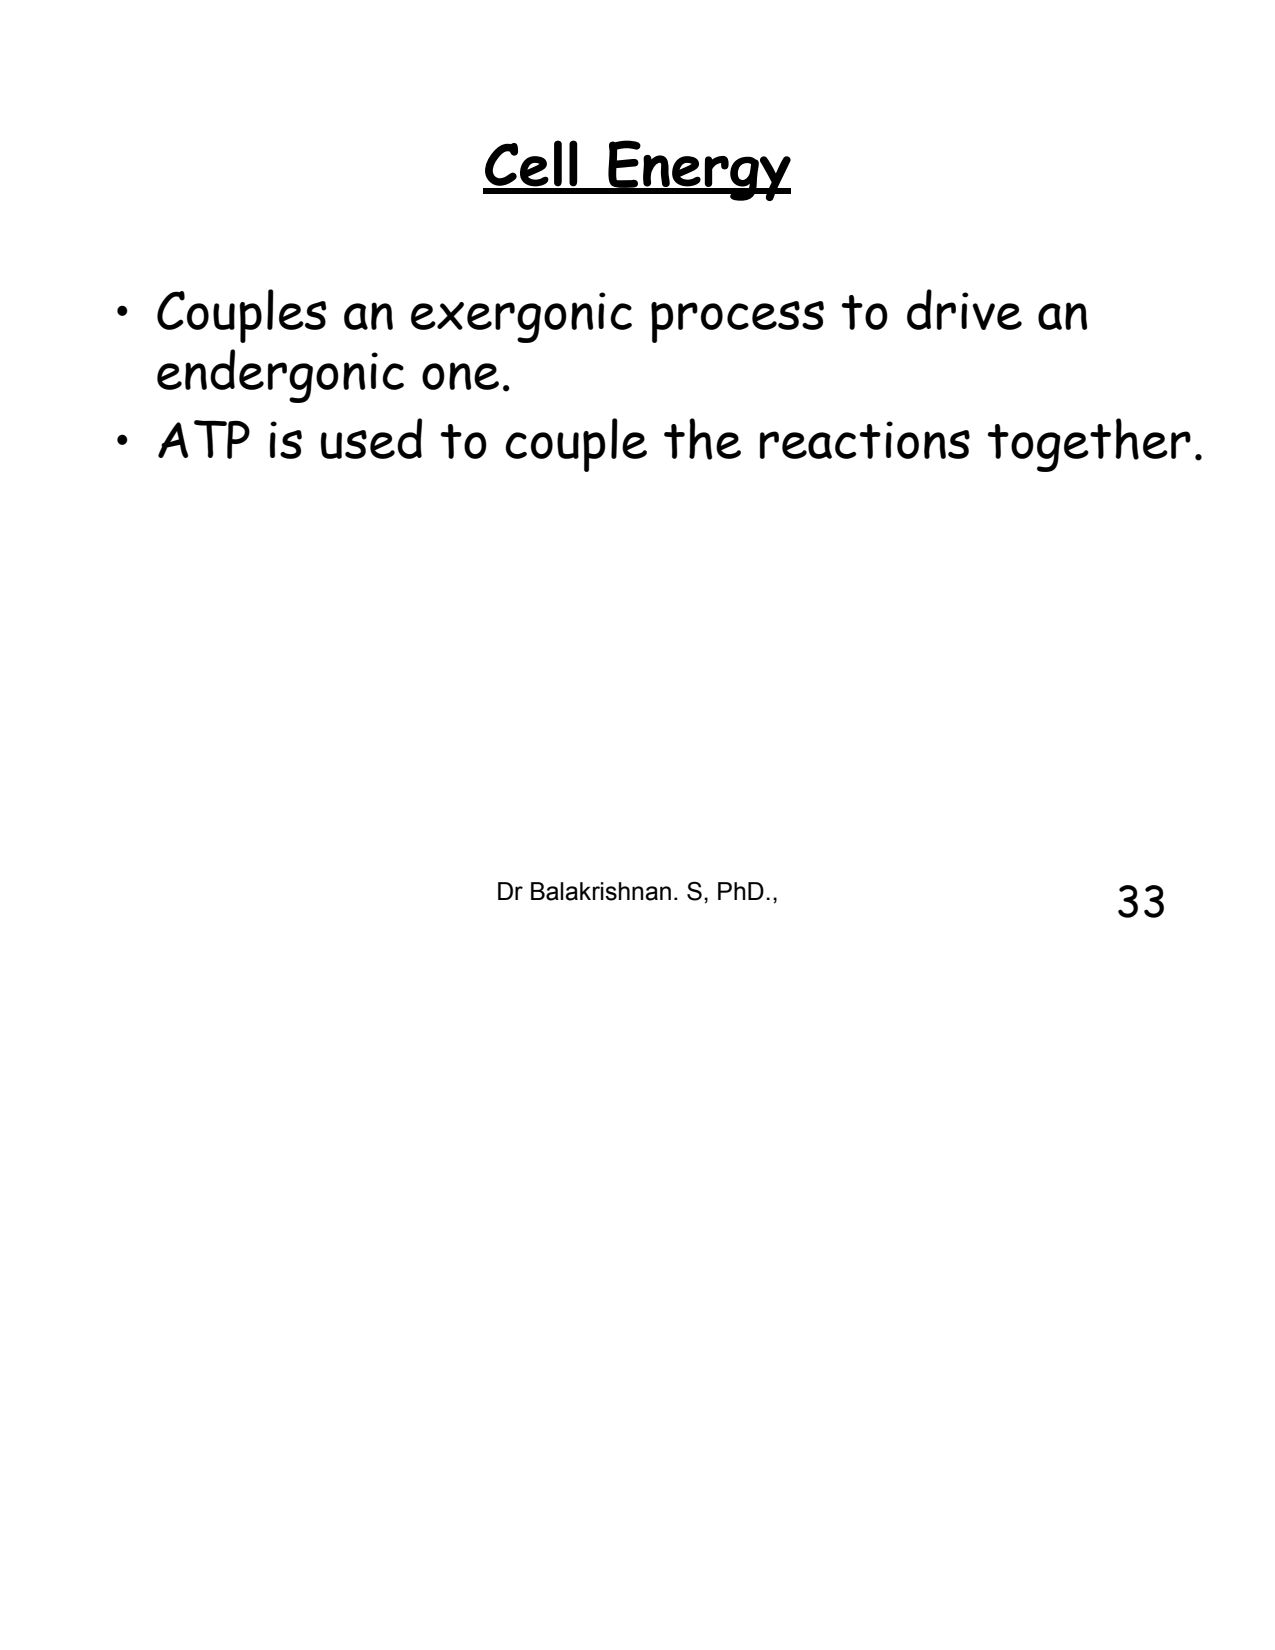 Cell Energy
• Couples an exergonic process to drive an
endergonic one.
• ATP is used to couple the reactions together.
Dr Balakrishnan. S, PhD.,
33